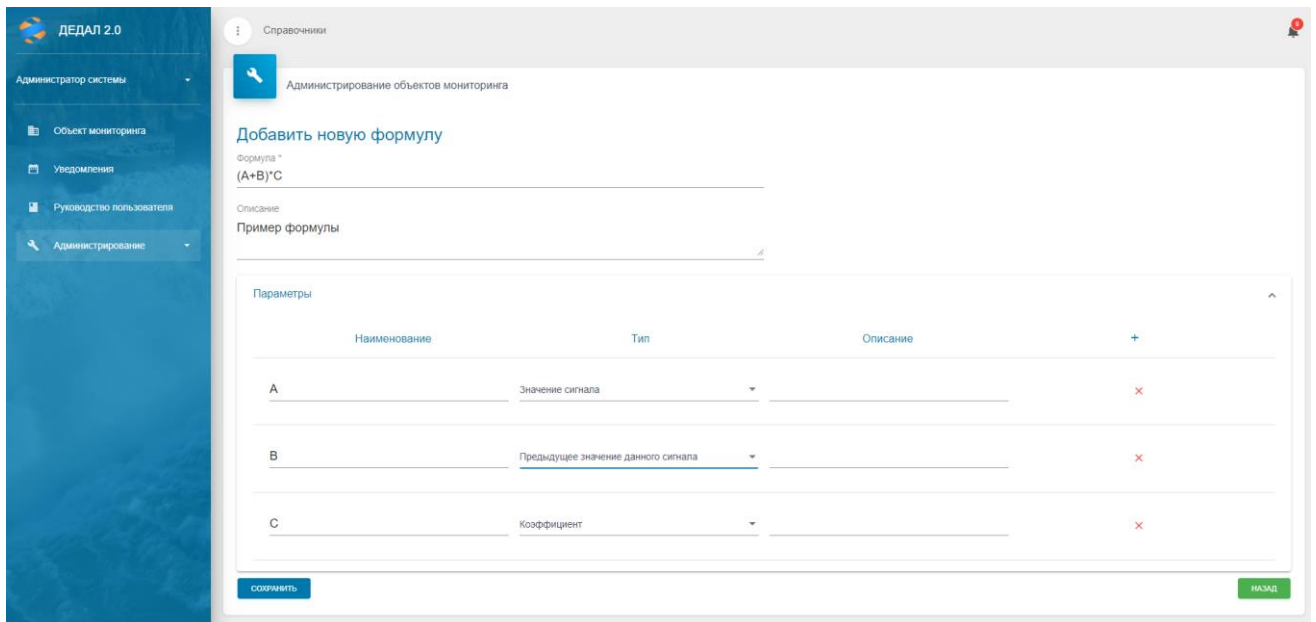 ДЕДАЛ 2.0
Администратор системы
Объект мониторинга
Уведомления
Руководство пользователя
Администрирование
Справочники
9
Администрирование объектов мониторинга
Добавить новую формулу
Формула *
(A+B)*C
Описание
Пример формулы
Параметры
Наименование Тип Описание +
A Значение сигнала
B Предыдущее значение данного сигнала
C Коэффициент
СОХРАНИТЬ НАЗАД